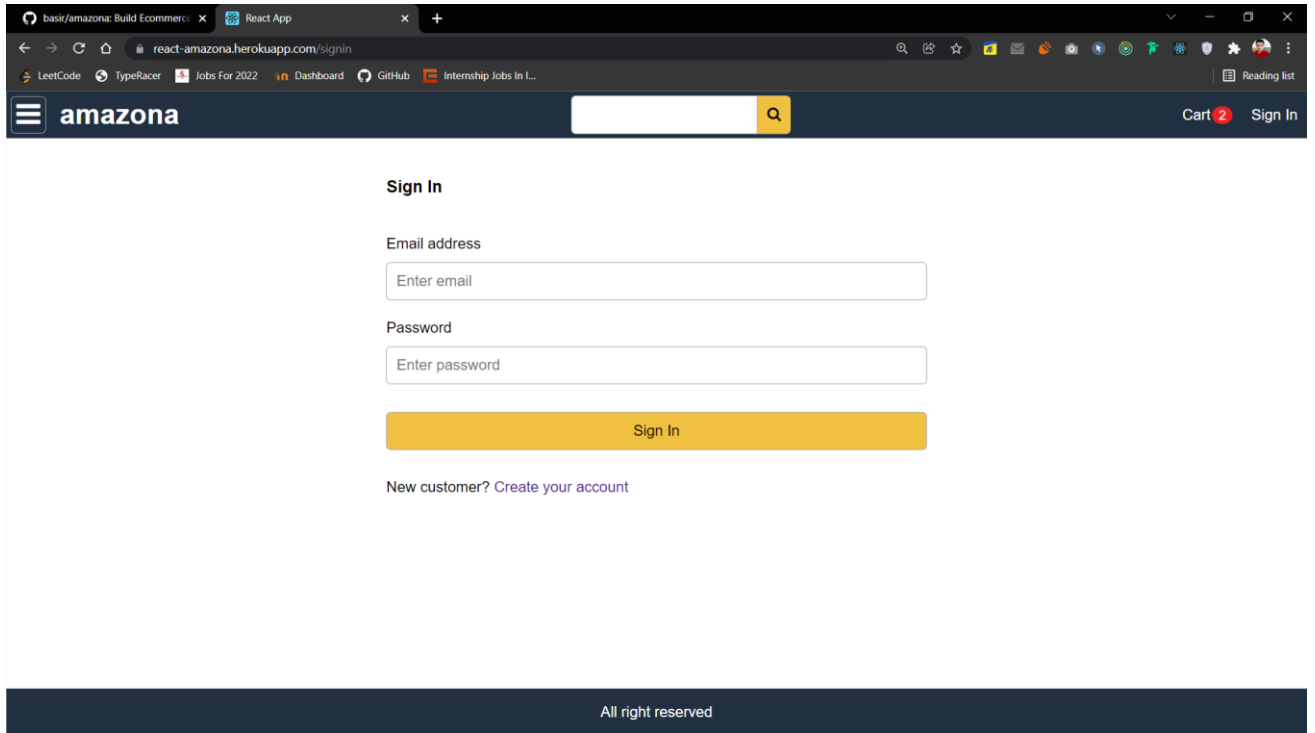 basir/amazona: Build Ecommerce
React App
react-amazona.herokuapp.com/signin
LeetCode TypeRacer Jobs For 2022 Dashboard GitHub Internship Jobs In I... Reading list
amazona Cart 2 Sign In
Sign In
Email address
Enter email
Password
Enter password
Sign In
New customer? Create your account
All right reserved